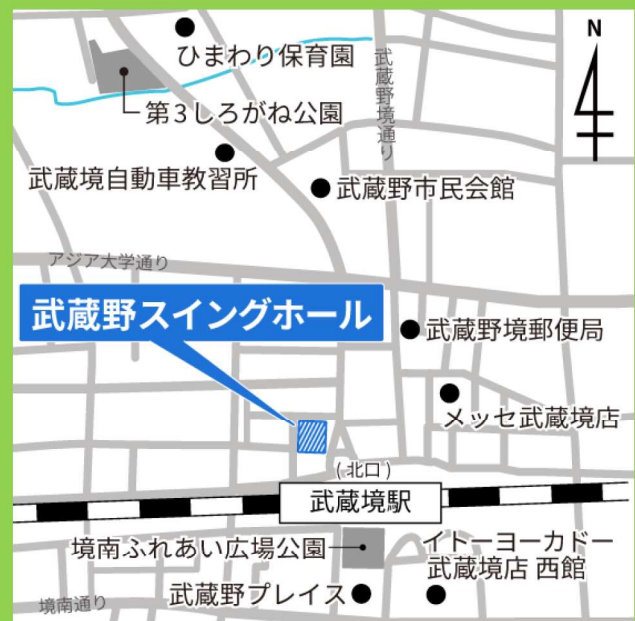 N
ひまわり保育園
武蔵野境通り
第3しろがね公園
武蔵境自動車教習所
武蔵野市民会館
アジア大学通り
武蔵野スイングホール
武蔵野境郵便局
メッセ武蔵境店
(北口)
武蔵境駅
境南ふれあい広場公園
イトーヨーカドー
武蔵境店 西館
武蔵野プレイス
境南通り